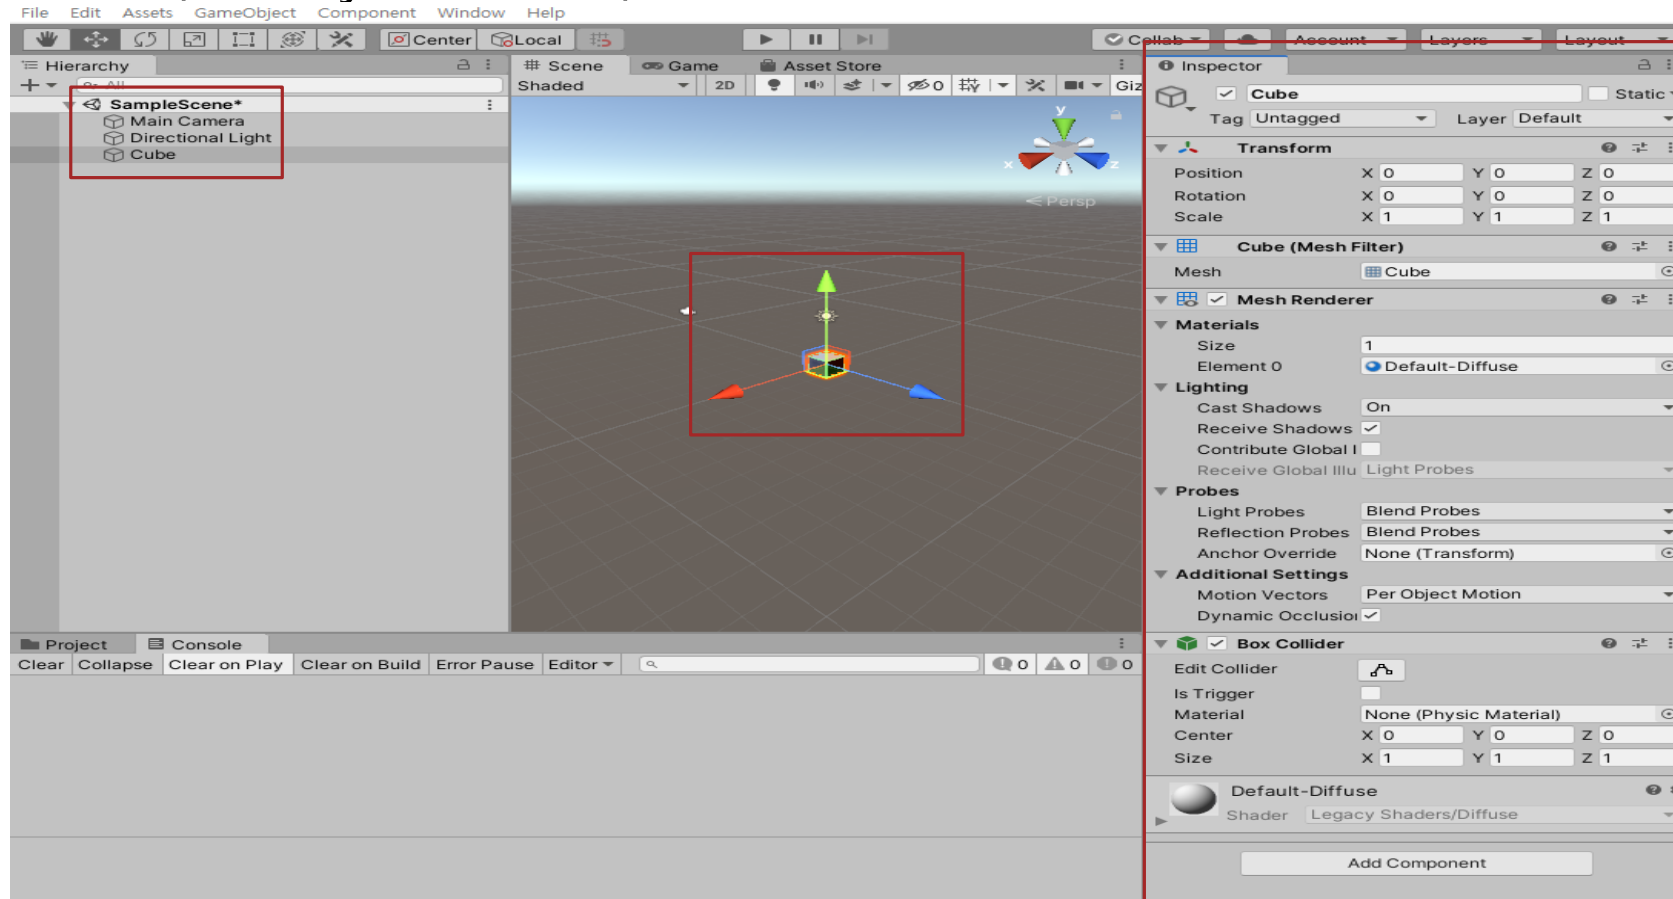 File Edit Assets GameObject Component Window Help
Center Local Collab Account Layers Layout
Hierarchy
All
SampleScene*
Main Camera
Directional Light
Cube
Scene Game Asset Store
Shaded 2D 0 Giz
y
x z
Persp
Project Console
Clear Collapse Clear on Play Clear on Build Error Pause Editor 0 0 0
Inspector
Cube Static
Tag Untagged Layer Default
Transform
Position X 0 Y 0 Z 0
Rotation X 0 Y 0 Z 0
Scale X 1 Y 1 Z 1
Cube (Mesh Filter)
Mesh Cube
Mesh Renderer
Materials
Size 1
Element 0 Default-Diffuse
Lighting
Cast Shadows On
Receive Shadows
Contribute Global I
Receive Global Illu Light Probes
Probes
Light Probes Blend Probes
Reflection Probes Blend Probes
Anchor Override None (Transform)
Additional Settings
Motion Vectors Per Object Motion
Dynamic Occlusio
Box Collider
Edit Collider
Is Trigger
Material None (Physic Material)
Center X 0 Y 0 Z 0
Size X 1 Y 1 Z 1
Default-Diffuse
Shader Legacy Shaders/Diffuse
Add Component